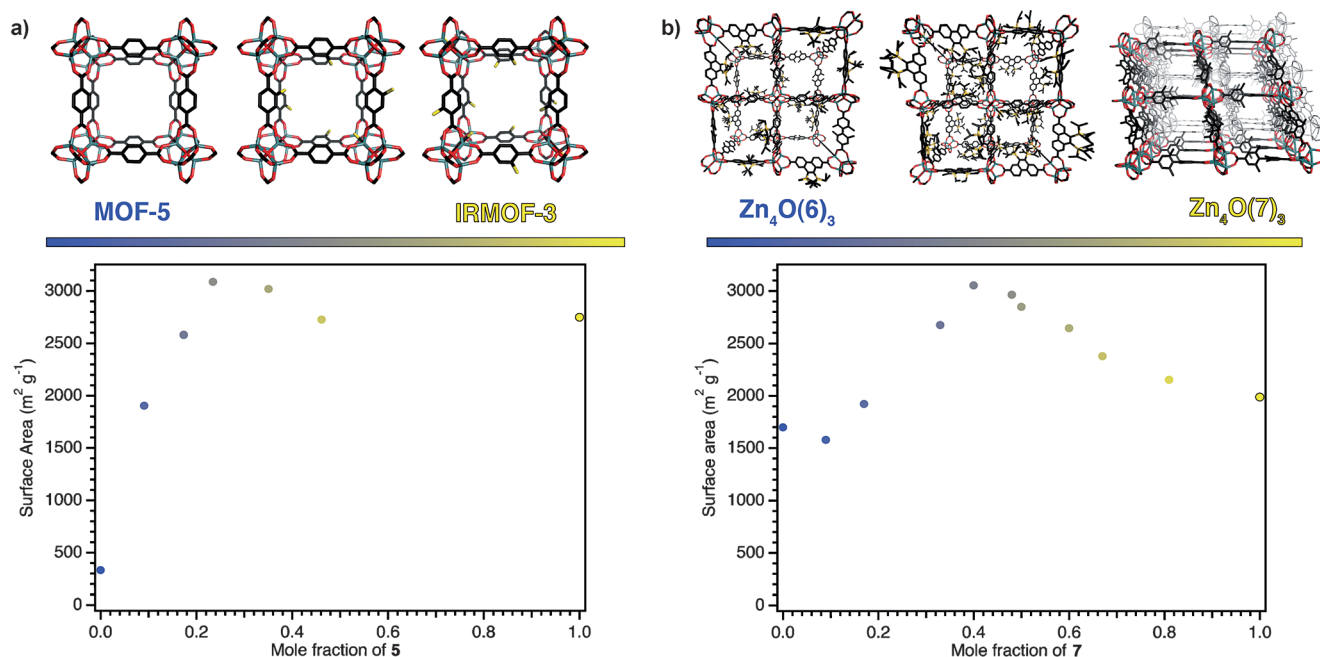 a)
MOF-5 IRMOF-3
3000
2500
2000
1500
1000
500
0
Surface Area (m² g⁻¹)
0.0 0.2 0.4 0.6 0.8 1.0
Mole fraction of 5
b)
Zn₄O(6)₃ Zn₄O(7)₃
3000
2500
2000
1500
1000
500
0
Surface area (m² g⁻¹)
0.0 0.2 0.4 0.6 0.8 1.0
Mole fraction of 7